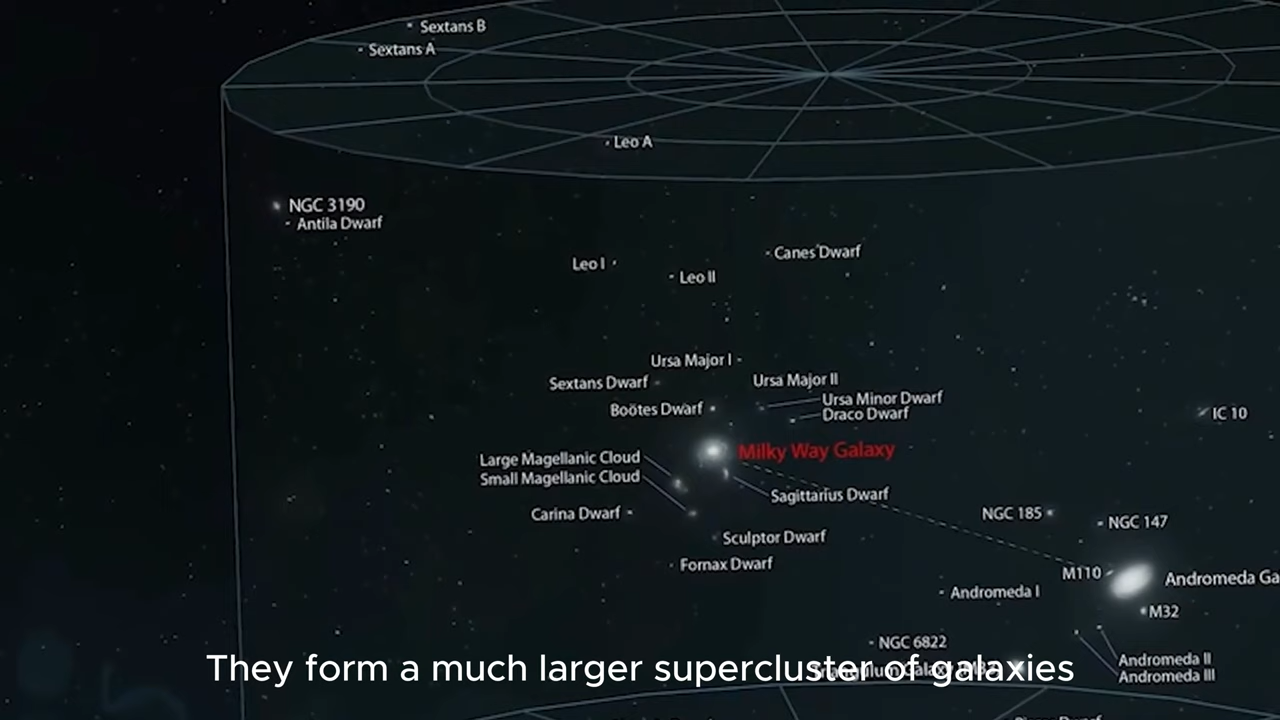 Sextans B
Sextans A
Leo A
NGC 3190
Antila Dwarf
Canes Dwarf
Leo I
Leo II
Ursa Major I
Ursa Major II
Sextans Dwarf
Ursa Minor Dwarf
Boötes Dwarf
Draco Dwarf
IC 10
Milky Way Galaxy
Large Magellanic Cloud
Small Magellanic Cloud
Sagittarius Dwarf
Carina Dwarf
NGC 185
NGC 147
Sculptor Dwarf
Fornax Dwarf
M110
Andromeda Ga
Andromeda I
M32
NGC 6822
Andromeda II
They form a much larger supercluster of galaxies
Andromeda III